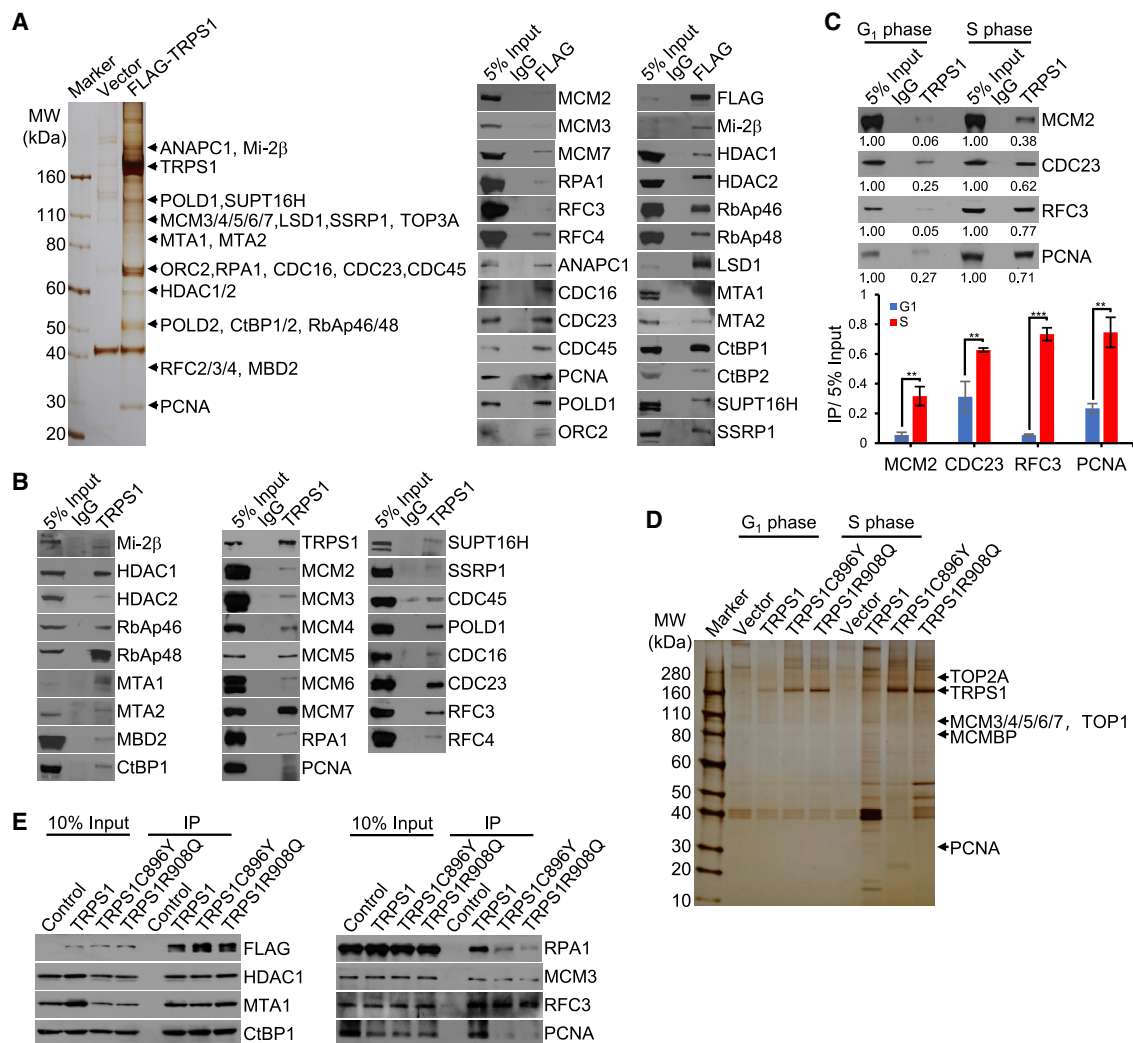 A
Marker
Vector
FLAG-TRPS1
MW
(kDa)
160
110
80
60
50
40
30
20
ANAPC1, Mi-2β
TRPS1
POLD1,SUPT16H
MCM3/4/5/6/7,LSD1,SSRP1, TOP3A
MTA1, MTA2
ORC2,RPA1, CDC16, CDC23,CDC45
HDAC1/2
POLD2, CtBP1/2, RbAp46/48
RFC2/3/4, MBD2
PCNA
5% Input
IgG
FLAG
MCM2
MCM3
MCM7
RPA1
RFC3
RFC4
ANAPC1
CDC16
CDC23
CDC45
PCNA
POLD1
ORC2
5% Input
IgG
FLAG
FLAG
Mi-2β
HDAC1
HDAC2
RbAp46
RbAp48
LSD1
MTA1
MTA2
CtBP1
CtBP2
SUPT16H
SSRP1
C
G1 phase
S phase
5% Input
IgG
TRPS1
5% Input
IgG
TRPS1
MCM2
1.00 0.06 1.00 0.38
CDC23
1.00 0.25 1.00 0.62
RFC3
1.00 0.05 1.00 0.77
PCNA
1.00 0.27 1.00 0.71
IP/ 5% Input
1
0.8
0.6
0.4
0.2
0
G1
S
**
**
***
**
MCM2 CDC23 RFC3 PCNA
B
5% Input
IgG
TRPS1
Mi-2β
HDAC1
HDAC2
RbAp46
RbAp48
MTA1
MTA2
MBD2
CtBP1
5% Input
IgG
TRPS1
TRPS1
MCM2
MCM3
MCM4
MCM5
MCM6
MCM7
RPA1
PCNA
5% Input
IgG
TRPS1
SUPT16H
SSRP1
CDC45
POLD1
CDC16
CDC23
RFC3
RFC4
D
G1 phase
S phase
MW
(kDa)
Marker
Vector
TRPS1
TRPS1C896Y
TRPS1R908Q
Vector
TRPS1
TRPS1C896Y
TRPS1R908Q
280
160
110
80
60
50
40
30
20
10
TOP2A
TRPS1
MCM3/4/5/6/7, TOP1
MCMBP
PCNA
E
10% Input
IP
Control
TRPS1
TRPS1C896Y
TRPS1R908Q
Control
TRPS1
TRPS1C896Y
TRPS1R908Q
FLAG
HDAC1
MTA1
CtBP1
10% Input
IP
Control
TRPS1
TRPS1C896Y
TRPS1R908Q
Control
TRPS1
TRPS1C896Y
TRPS1R908Q
RPA1
MCM3
RFC3
PCNA